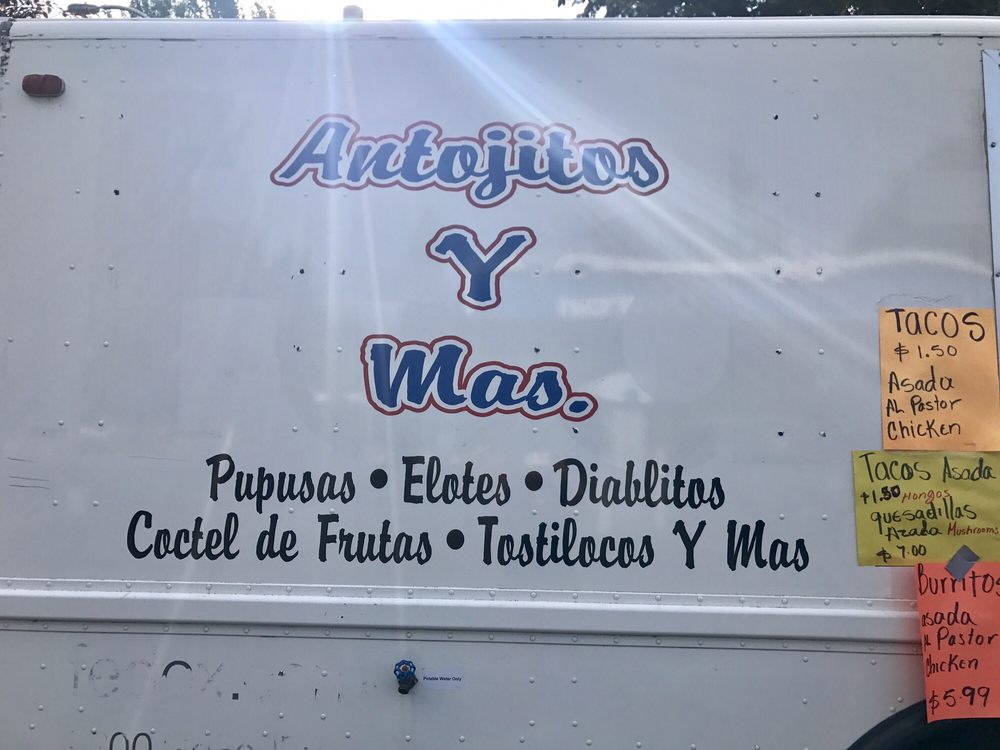 Antojitos
Y
Mas.
Pupusas • Elotes • Diablitos
Coctel de Frutas • Tostilocos Y Mas
Potable Water Only
TACOS
$1.50
Asada
AL Pastor
Chicken
Tacos Asada
$1.50 Hongos
quesadillas
Azada Mushrooms
$7.00
Burritos
asada
AL Pastor
Chicken
$5.99